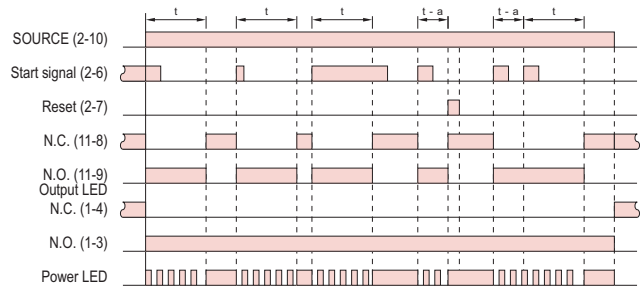 t t t t - a t - a t
SOURCE (2-10)
Start signal (2-6)
Reset (2-7)
N.C. (11-8)
N.O. (11-9)
Output LED
N.C. (1-4)
N.O. (1-3)
Power LED